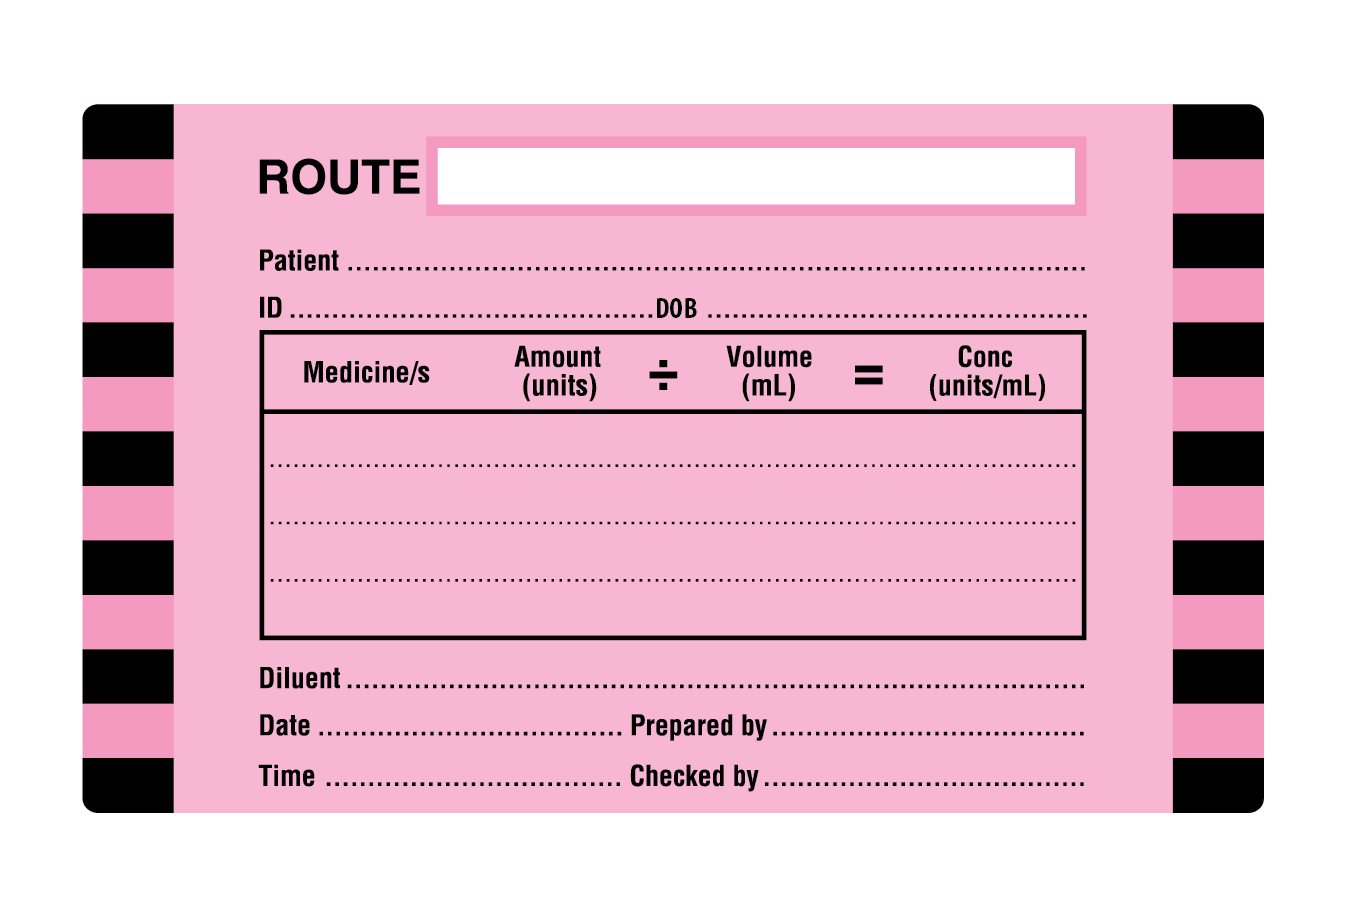 ROUTE
Patient ........................................................................................
ID ...........................................DOB .............................................
Medicine/s Amount (units) ÷ Volume (mL) = Conc (units/mL)
Diluent........................................................................................
Date .................................... Prepared by.....................................
Time ................................... Checked by......................................